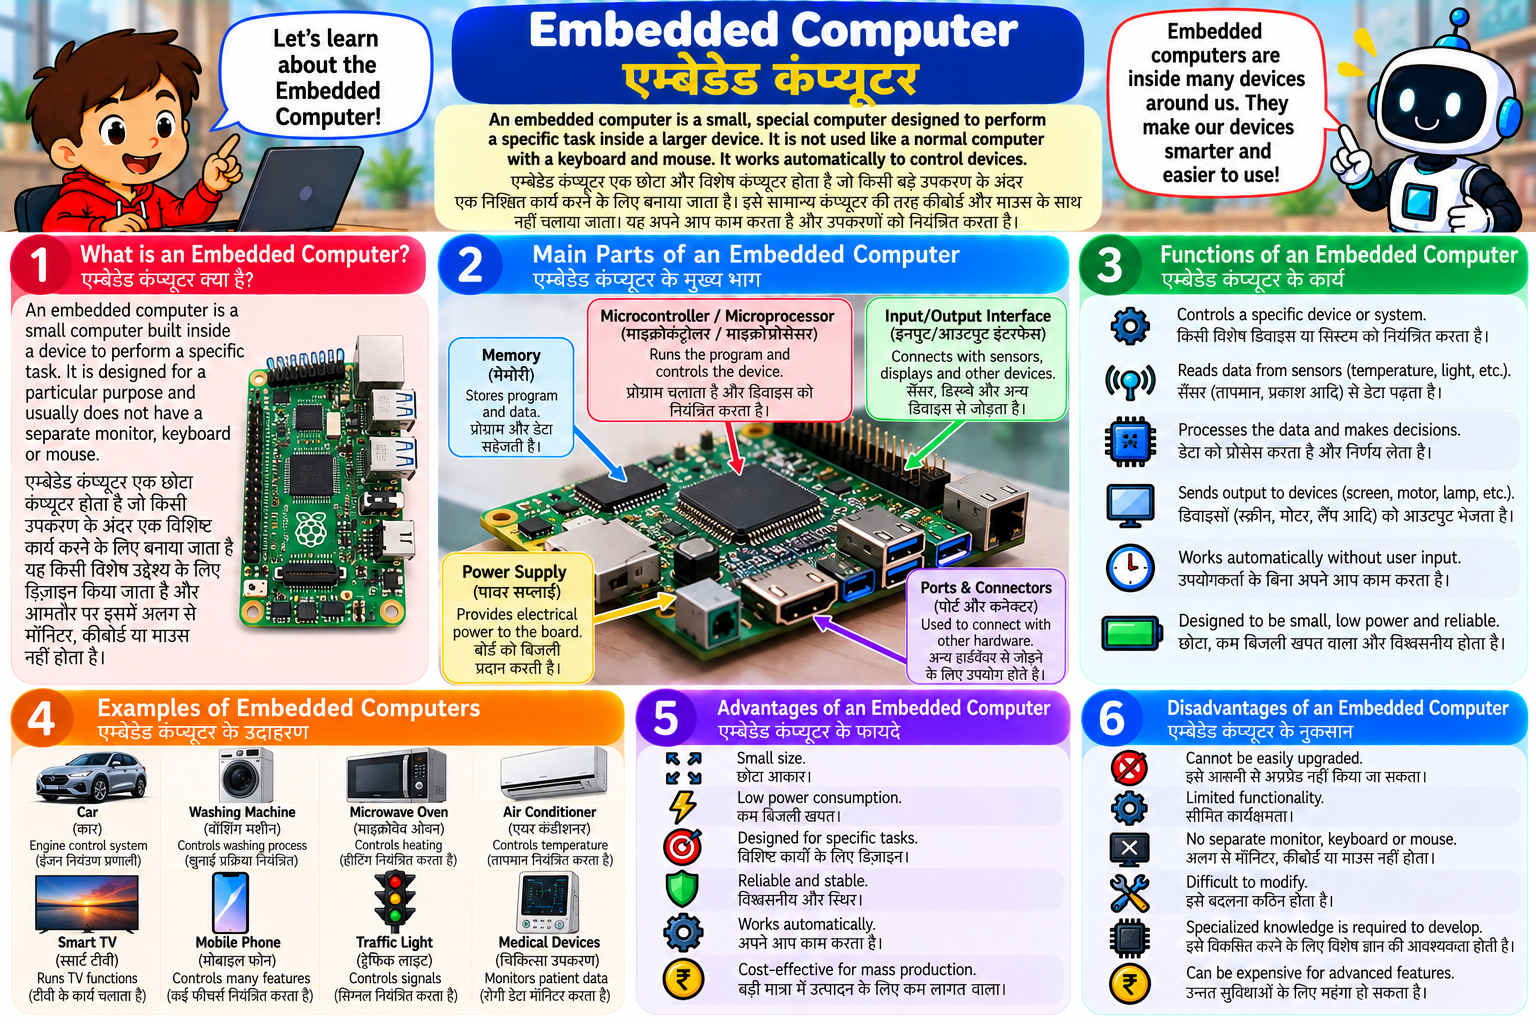 Let's learn
about the
Embedded
Computer!
Embedded Computer
एम्बेडेड कंप्यूटर
An embedded computer is a small, special computer designed to perform
a specific task inside a larger device. It is not used like a normal computer
with a keyboard and mouse. It works automatically to control devices.
एम्बेडेड कंप्यूटर एक छोटा और विशेष कंप्यूटर होता है जो किसी बड़े उपकरण के अंदर
एक निश्चित कार्य करने के लिए बनाया जाता है। इसे सामान्य कंप्यूटर की तरह कीबोर्ड और माउस के साथ
नहीं चलाया जाता। यह अपने आप काम करता है और उपकरणों को नियंत्रित करता है।
Embedded
computers are
inside many devices
around us. They
make our devices
smarter and
easier to use!
1 What is an Embedded Computer?
एम्बेडेड कंप्यूटर क्या है?
An embedded computer is a
small computer built inside
a device to perform a specific
task. It is designed for a
particular purpose and
usually does not have a
separate monitor, keyboard
or mouse.
एम्बेडेड कंप्यूटर एक छोटा
कंप्यूटर होता है जो किसी
उपकरण के अंदर एक विशिष्ट
कार्य करने के लिए बनाया जाता है
यह किसी विशेष उद्देश्य के लिए
डिज़ाइन किया जाता है और
आमतौर पर इसमें अलग से
मॉनिटर, कीबोर्ड या माउस
नहीं होता है।
2 Main Parts of an Embedded Computer
एम्बेडेड कंप्यूटर के मुख्य भाग
Memory
(मेमोरी)
Stores program
and data.
प्रोग्राम और डेटा
सहेजती है।
Microcontroller / Microprocessor
(माइक्रोकंट्रोलर / माइक्रोप्रोसेसर)
Runs the program and
controls the device.
प्रोग्राम चलाता है और डिवाइस को
नियंत्रित करता है।
Input/Output Interface
(इनपुट/आउटपुट इंटरफेस)
Connects with sensors,
displays and other devices.
सेंसर, डिस्प्ले और अन्य
डिवाइस से जोड़ता है।
Power Supply
(पावर सप्लाई)
Provides electrical
power to the board.
बोर्ड को बिजली
प्रदान करती है।
Ports & Connectors
(पोर्ट और कनेक्टर)
Used to connect with
other hardware.
अन्य हार्डवेयर से जोड़ने
के लिए उपयोग होते है।
3 Functions of an Embedded Computer
एम्बेडेड कंप्यूटर के कार्य
Controls a specific device or system.
किसी विशेष डिवाइस या सिस्टम को नियंत्रित करता है।
Reads data from sensors (temperature, light, etc.).
सेंसर (तापमान, प्रकाश आदि) से डेटा पढ़ता है।
Processes the data and makes decisions.
डेटा को प्रोसेस करता है और निर्णय लेता है।
Sends output to devices (screen, motor, lamp, etc.).
डिवाइसों (स्क्रीन, मोटर, लैंप आदि) को आउटपुट भेजता है।
Works automatically without user input.
उपयोगकर्ता के बिना अपने आप काम करता है।
Designed to be small, low power and reliable.
छोटा, कम बिजली खपत वाला और विश्वसनीय होता है।
4 Examples of Embedded Computers
एम्बेडेड कंप्यूटर के उदाहरण
Car
(कार)
Engine control system
(इंजन नियंत्रण प्रणाली)
Washing Machine
(वॉशिंग मशीन)
Controls washing process
(धुनाई प्रक्रिया नियंत्रित)
Microwave Oven
(माइक्रोवेव ओवन)
Controls heating
(हीटिंग नियंत्रित करता है)
Air Conditioner
(एयर कंडीशनर)
Controls temperature
(तापमान नियंत्रित करता है)
Smart TV
(स्मार्ट टीवी)
Runs TV functions
(टीवी के कार्य चलाता है)
Mobile Phone
(मोबाइल फोन)
Controls many features
(कई फीचर्स नियंत्रित करता है)
Traffic Light
(ट्रैफिक लाइट)
Controls signals
(सिग्नल नियंत्रित करता है)
Medical Devices
(चिकित्सा उपकरण)
Monitors patient data
(रोगी डेटा मॉनिटर करता है)
5 Advantages of an Embedded Computer
एम्बेडेड कंप्यूटर के फायदे
Small size.
छोटा आकार।
Low power consumption.
कम बिजली खपत।
Designed for specific tasks.
विशिष्ट कार्यों के लिए डिज़ाइन।
Reliable and stable.
विश्वसनीय और स्थिर।
Works automatically.
अपने आप काम करता है।
₹ Cost-effective for mass production.
बड़ी मात्रा में उत्पादन के लिए कम लागत वाला।
6 Disadvantages of an Embedded Computer
एम्बेडेड कंप्यूटर के नुकसान
Cannot be easily upgraded.
इसे आसनी से अपग्रेड नहीं किया जा सकता।
Limited functionality.
सीमित कार्यक्षमता।
No separate monitor, keyboard or mouse.
अलग से मॉनिटर, कीबोर्ड या माउस नहीं होता।
Difficult to modify.
इसे बदलना कठिन होता है।
Specialized knowledge is required to develop.
इसे विकसित करने के लिए विशेष ज्ञान की आवश्यकता होती है।
₹ Can be expensive for advanced features.
उन्नत सुविधाओं के लिए महंगा हो सकता है।